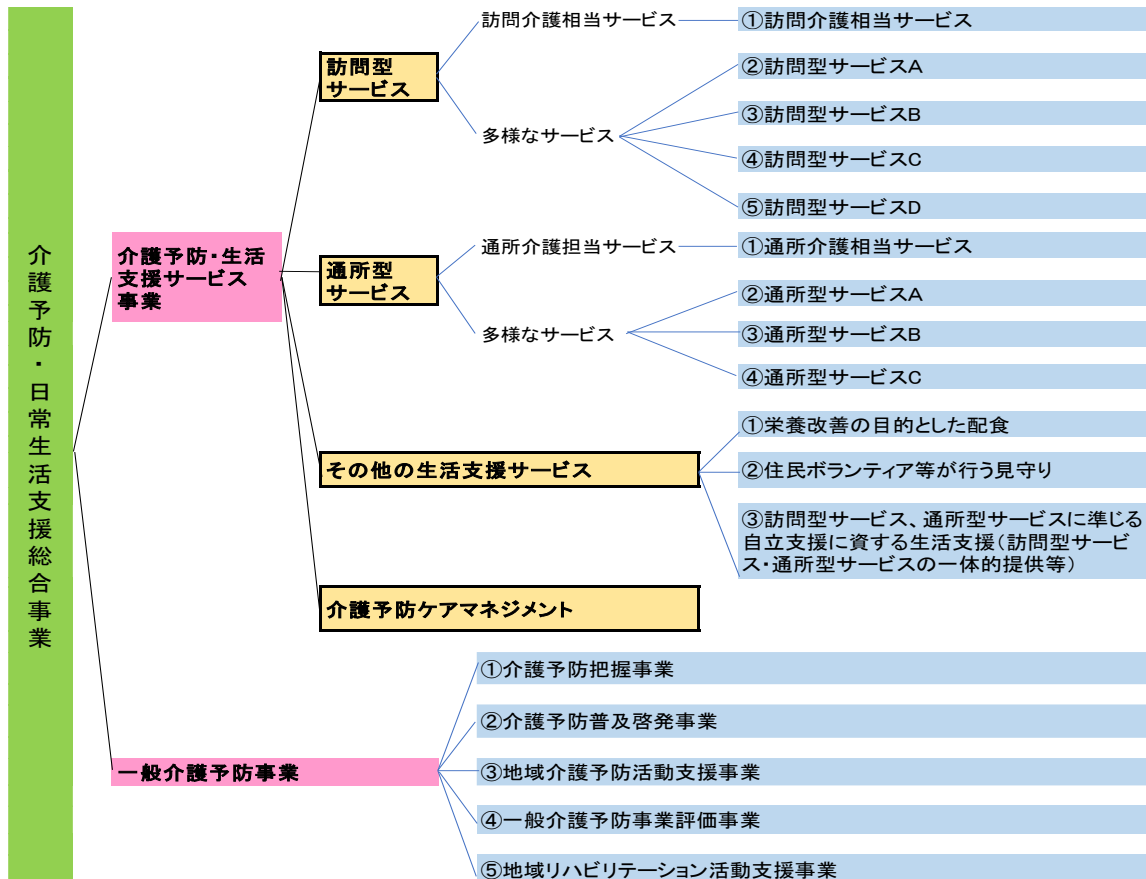 介護予防・日常生活支援総合事業
介護予防・生活
支援サービス
事業
訪問型
サービス
訪問介護相当サービス
①訪問介護相当サービス
多様なサービス
②訪問型サービスA
③訪問型サービスB
④訪問型サービスC
⑤訪問型サービスD
通所型
サービス
通所介護担当サービス
①通所介護相当サービス
多様なサービス
②通所型サービスA
③通所型サービスB
④通所型サービスC
その他の生活支援サービス
①栄養改善の目的とした配食
②住民ボランティア等が行う見守り
③訪問型サービス、通所型サービスに準じる
自立支援に資する生活支援(訪問型サービ
ス・通所型サービスの一体的提供等)
介護予防ケアマネジメント
一般介護予防事業
①介護予防把握事業
②介護予防普及啓発事業
③地域介護予防活動支援事業
④一般介護予防事業評価事業
⑤地域リハビリテーション活動支援事業